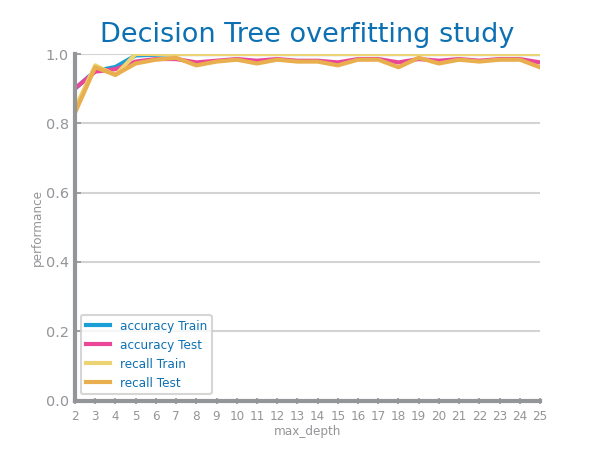 Decision Tree overfitting study
1.0
0.8
0.6
0.4
0.2
0.0
performance
accuracy Train
accuracy Test
recall Train
recall Test
2 3 4 5 6 7 8 9 10 11 12 13 14 15 16 17 18 19 20 21 22 23 24 25
max_depth